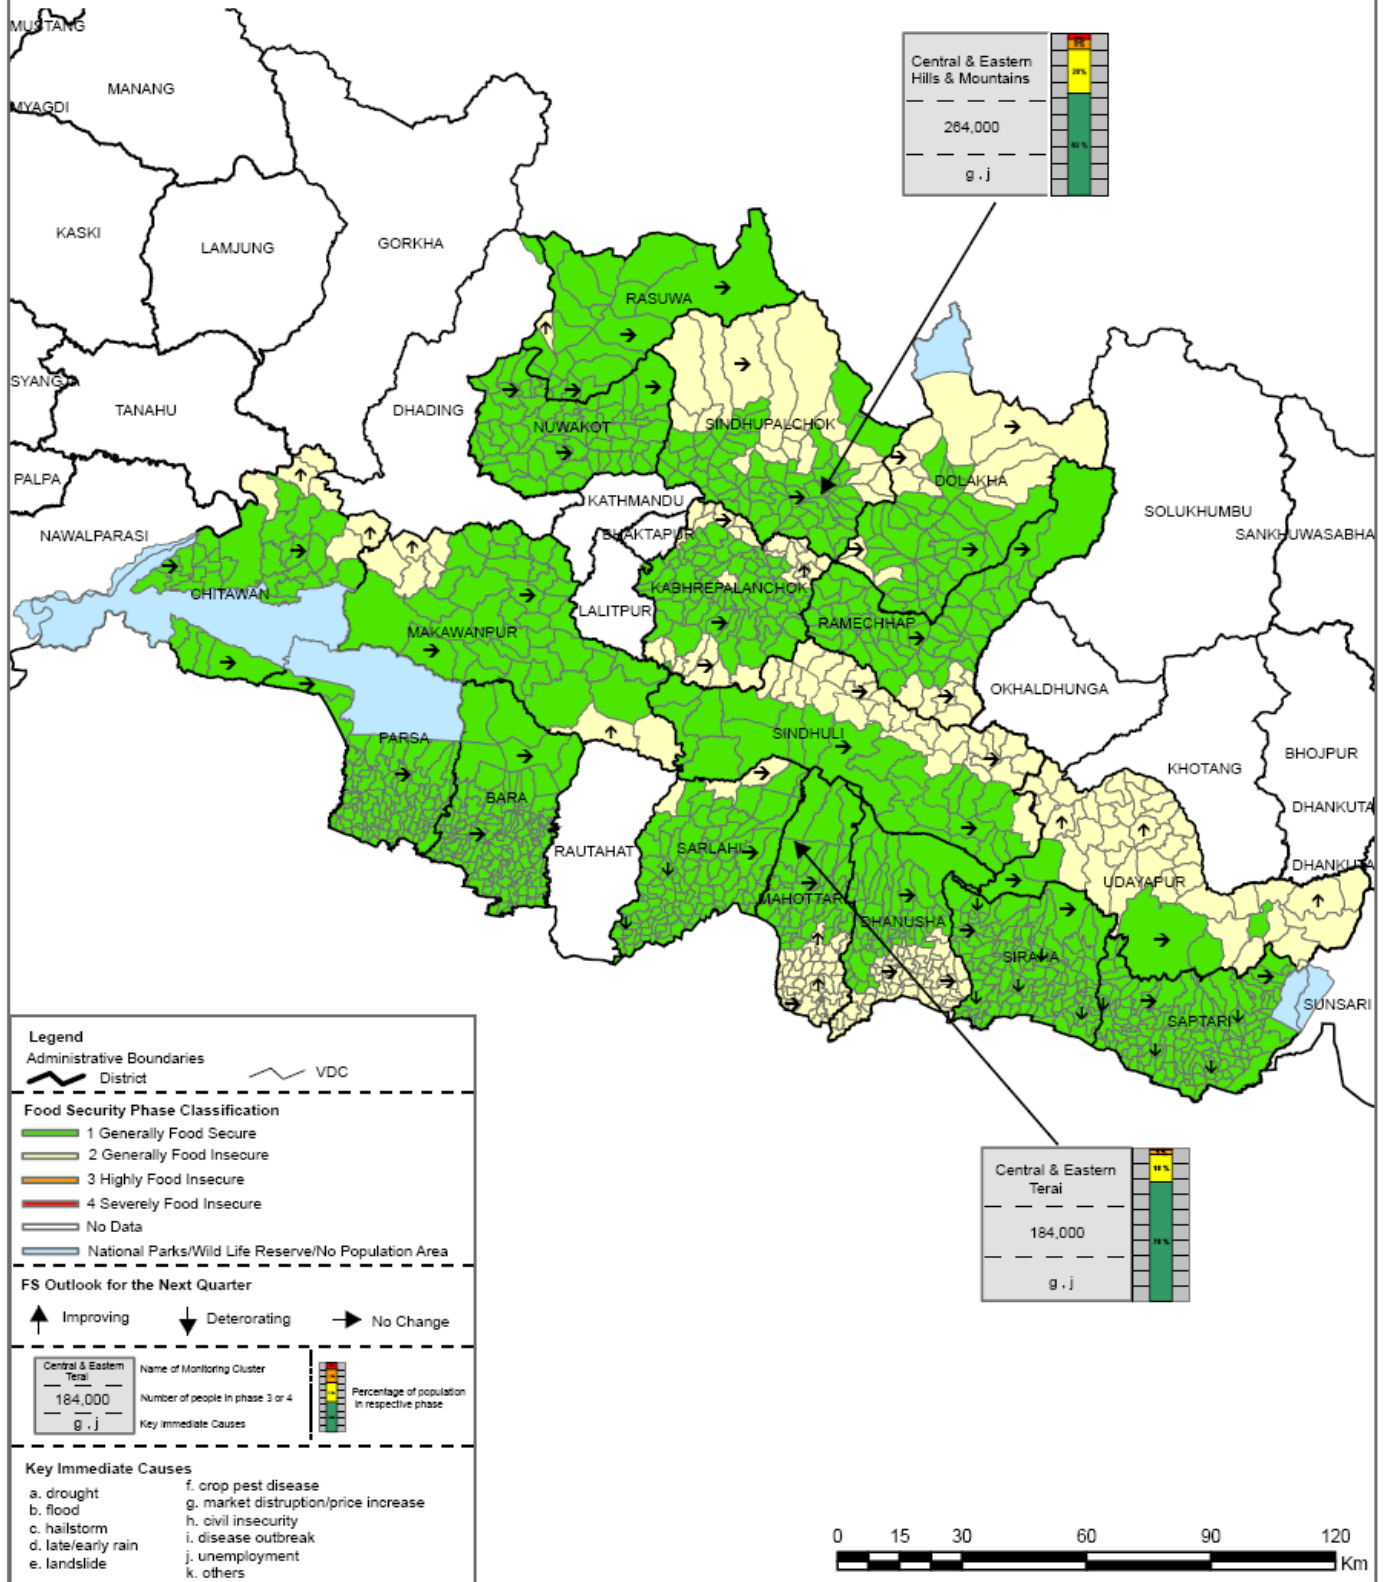 MUSTANG
MANANG
MYAGDI
KASKI
LAMJUNG
GORKHA
SYANGJA
TANAHU
DHADING
PALPA
NAWALPARASI
Central & Eastern
Hills & Mountains
264,000
g , j
28%
RASUWA
NUWAKOT
SINDHUPALCHOK
DOLAKHA
KATHMANDU
BHAKTAPUR
SOLUKHUMBU
SANKHUWASABHA
CHITAWAN
KABHREPALANCHOK
LALITPUR
MAKAWANPUR
RAMECHHAP
OKHALDHUNGA
PARSA
SINDHULI
KHOTANG
BHOJPUR
BARA
DHANKUTA
RAUTAHAT
SARLAHI
DHANKUTA
UDAYAPUR
MAHOTTARI
DHANUSHA
SIRAHA
SUNSARI
SAPTARI
Central & Eastern
Terai
184,000
g , j
18 %
78 %
Legend
Administrative Boundaries
District
VDC
Food Security Phase Classification
1 Generally Food Secure
2 Generally Food Insecure
3 Highly Food Insecure
4 Severely Food Insecure
No Data
National Parks/Wild Life Reserve/No Population Area
FS Outlook for the Next Quarter
Improving
Deterorating
No Change
Central & Eastern
Terai
184,000
g , j
Name of Monitoring Cluster
Number of people in phase 3 or 4
Key Immediate Causes
Percentage of population
in respective phase
Key Immediate Causes
a. drought
b. flood
c. hailstorm
d. late/early rain
e. landslide
f. crop pest disease
g. market distruption/price increase
h. civil insecurity
i. disease outbreak
j. unemployment
k. others
0 15 30 60 90 120
Km